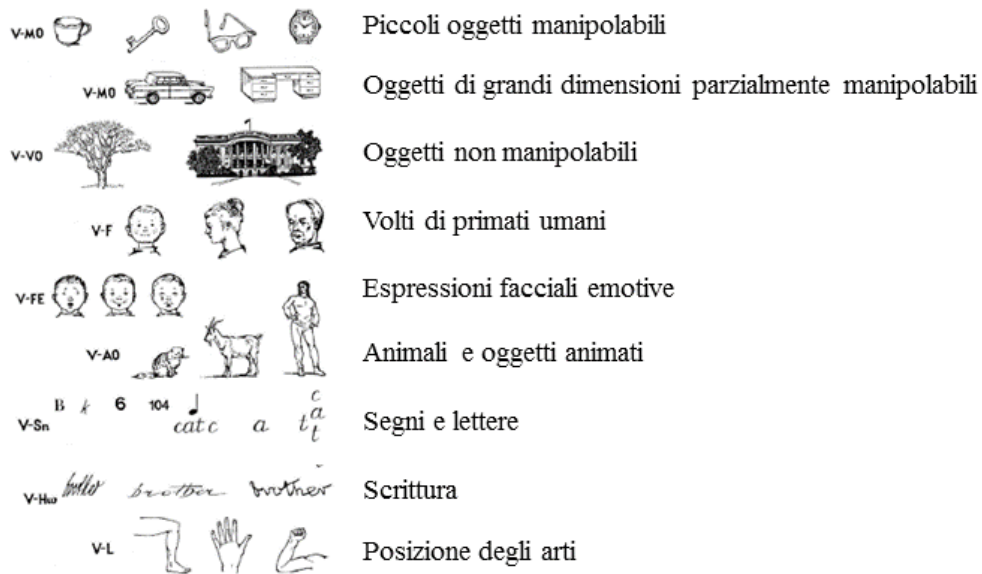 V-MO Piccoli oggetti manipolabili
V-MO Oggetti di grandi dimensioni parzialmente manipolabili
V-VO Oggetti non manipolabili
V-F Volti di primati umani
V-FE Espressioni facciali emotive
V-AO Animali e oggetti animati
B k 6 104 c
V-Sn catc a t a t Segni e lettere
V-Hw brother brother brother Scrittura
V-L Posizione degli arti